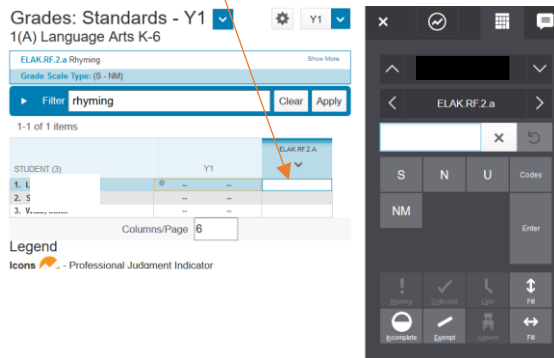 Grades: Standards - Y1
Y1
1(A) Language Arts K-6
ELAK.RF.2.a Rhyming
Show More
Grade Scale Type: (S - NM)
Filter rhyming
Clear Apply
1-1 of 1 items
ELAK.RF.2.A
STUDENT (3) Y1
1. L -- --
2. S -- --
3. -- --
Columns/Page 6
Legend
Icons - Professional Judgment Indicator
ELAK.RF.2.a
S N U Codes
NM
Enter
Missing Collected Late Fill
Incomplete Exempt Absent Fill